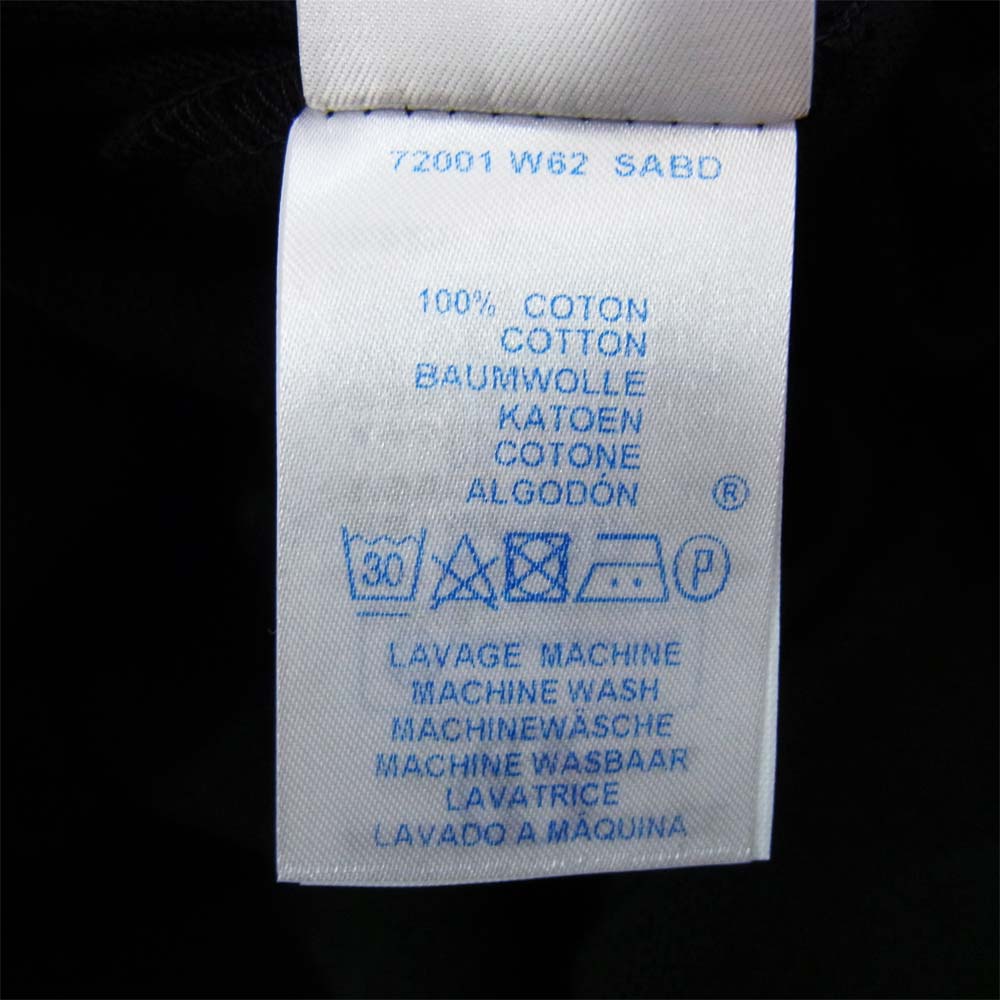 72001 W62 SABD
100% COTON
COTTON
BAUMWOLLE
KATOEN
COTONE
ALGODÓN ®
30 P
LAVAGE MACHINE
MACHINE WASH
MACHINEWÄSCHE
MACHINE WASBAAR
LAVATRICE
LAVADO A MÁQUINA